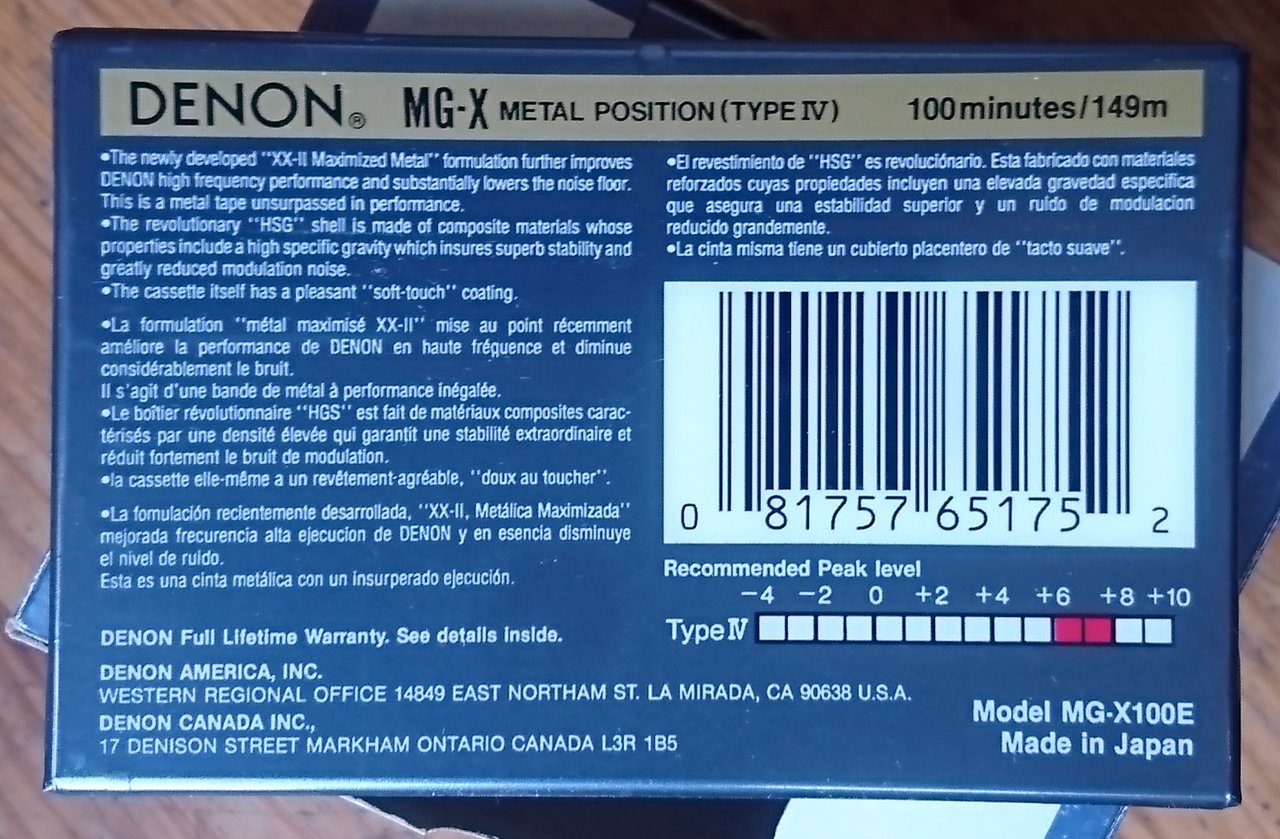 DENON® MG-X METAL POSITION (TYPE IV) 100minutes/149m
•The newly developed "XX-II Maximized Metal" formulation further improves
DENON high frequency performance and substantially lowers the noise floor.
This is a metal tape unsurpassed in performance.
•The revolutionary "HSG" shell is made of composite materials whose
properties include a high specific gravity which insures superb stability and
greatly reduced modulation noise.
•The cassette itself has a pleasant "soft-touch" coating.
•La formulation "métal maximisé XX-II" mise au point récemment
améliore la performance de DENON en haute fréquence et diminue
considérablement le bruit.
Il s'agit d'une bande de métal à performance inégalée.
•Le boîtier révolutionnaire "HGS" est fait de matériaux composites carac-
térisés par une densité élevée qui garantit une stabilité extraordinaire et
réduit fortement le bruit de modulation.
•la cassette elle-même a un revêtement-agréable, "doux au toucher".
•La fomulación recientemente desarrollada, "XX-II, Metálica Maximizada"
mejorada frecurencia alta ejecucion de DENON y en esencia disminuye
el nivel de ruido.
Esta es una cinta metálica con un insurperado ejecución.
•El revestimiento de "HSG" es revoluciónario. Esta fabricado con materiales
reforzados cuyas propiedades incluyen una elevada gravedad especifica
que asegura una estabilidad superior y un ruido de modulacion
reducido grandemente.
•La cinta misma tiene un cubierto placentero de "tacto suave".
0 81757 65175 2
Recommended Peak level
−4 −2 0 +2 +4 +6 +8 +10
Type IV
DENON Full Lifetime Warranty. See details inside.
DENON AMERICA, INC.
WESTERN REGIONAL OFFICE 14849 EAST NORTHAM ST. LA MIRADA, CA 90638 U.S.A.
DENON CANADA INC.,
17 DENISON STREET MARKHAM ONTARIO CANADA L3R 1B5
Model MG-X100E
Made in Japan